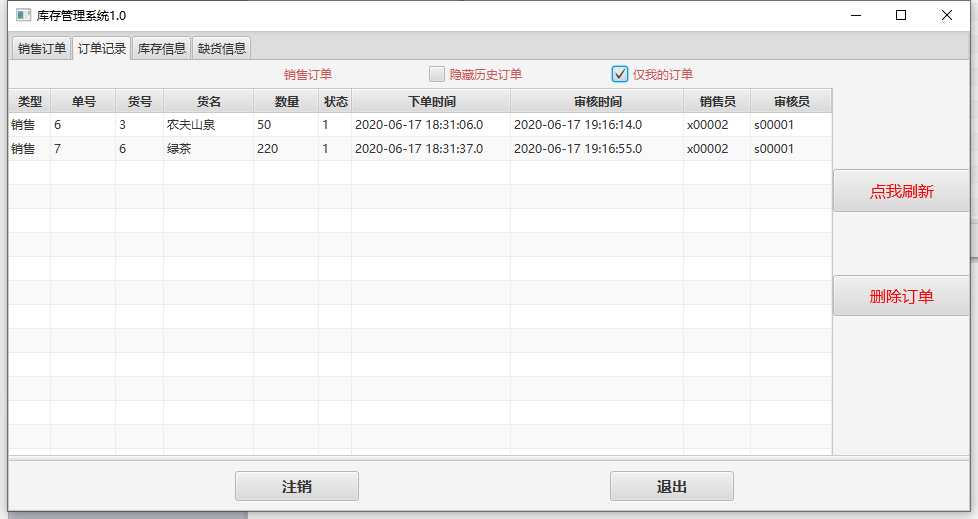 库存管理系统1.0
销售订单 订单记录 库存信息 缺货信息
销售订单 隐藏历史订单 仅我的订单
类型 单号 货号 货名 数量 状态 下单时间 审核时间 销售员 审核员
销售 6 3 农夫山泉 50 1 2020-06-17 18:31:06.0 2020-06-17 19:16:14.0 x00002 s00001
销售 7 6 绿茶 220 1 2020-06-17 18:31:37.0 2020-06-17 19:16:55.0 x00002 s00001
点我刷新
删除订单
注销 退出